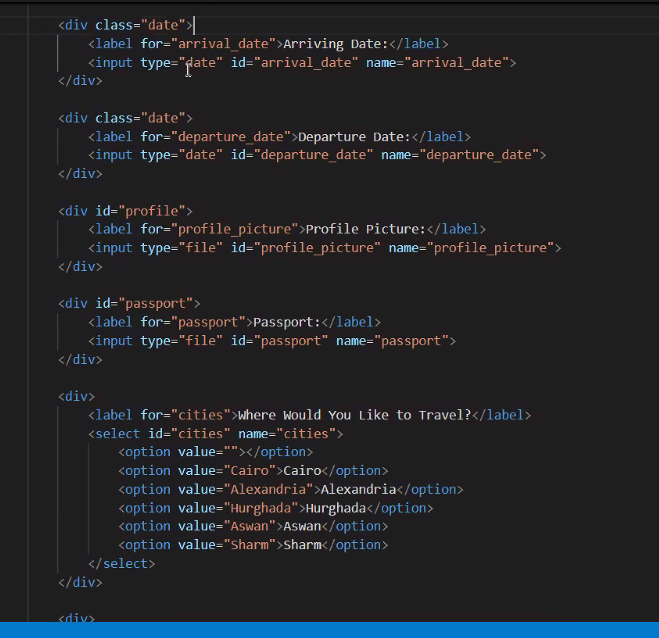 <div class="date">
<label for="arrival_date">Arriving Date:</label>
<input type="date" id="arrival_date" name="arrival_date">
</div>
<div class="date">
<label for="departure_date">Departure Date:</label>
<input type="date" id="departure_date" name="departure_date">
</div>
<div id="profile">
<label for="profile_picture">Profile Picture:</label>
<input type="file" id="profile_picture" name="profile_picture">
</div>
<div id="passport">
<label for="passport">Passport:</label>
<input type="file" id="passport" name="passport">
</div>
<div>
<label for="cities">Where Would You Like to Travel?</label>
<select id="cities" name="cities">
<option value=""></option>
<option value="Cairo">Cairo</option>
<option value="Alexandria">Alexandria</option>
<option value="Hurghada">Hurghada</option>
<option value="Aswan">Aswan</option>
<option value="Sharm">Sharm</option>
</select>
</div>
<div>